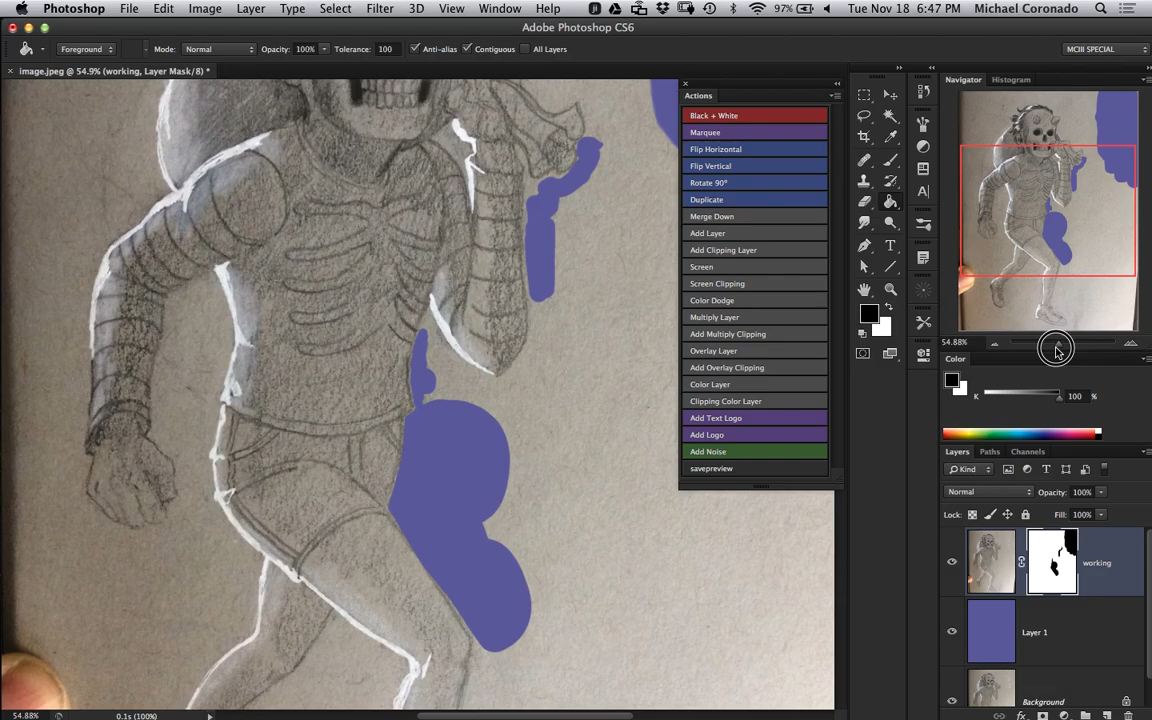 Photoshop File Edit Image Layer Type Select Filter 3D View Window Help 97% Tue Nov 18 6:47 PM Michael Coronado
Adobe Photoshop CS6
Foreground Mode: Normal Opacity: 100% Tolerance: 100 Anti-alias Contiguous All Layers MCIII SPECIAL
image.jpeg @ 54.9% (working, Layer Mask/8) *
Actions
Black + White
Marquee
Flip Horizontal
Flip Vertical
Rotate 90°
Duplicate
Merge Down
Add Layer
Add Clipping Layer
Screen
Screen Clipping
Color Dodge
Multiply Layer
Add Multiply Clipping
Overlay Layer
Add Overlay Clipping
Color Layer
Clipping Color Layer
Add Text Logo
Add Logo
Add Noise
savepreview
Navigator Histogram
54.88%
Color
K 100 %
Layers Paths Channels
Kind
Normal Opacity: 100%
Lock: Fill: 100%
working
Layer 1
Background
54.88% 0.1s (100%)